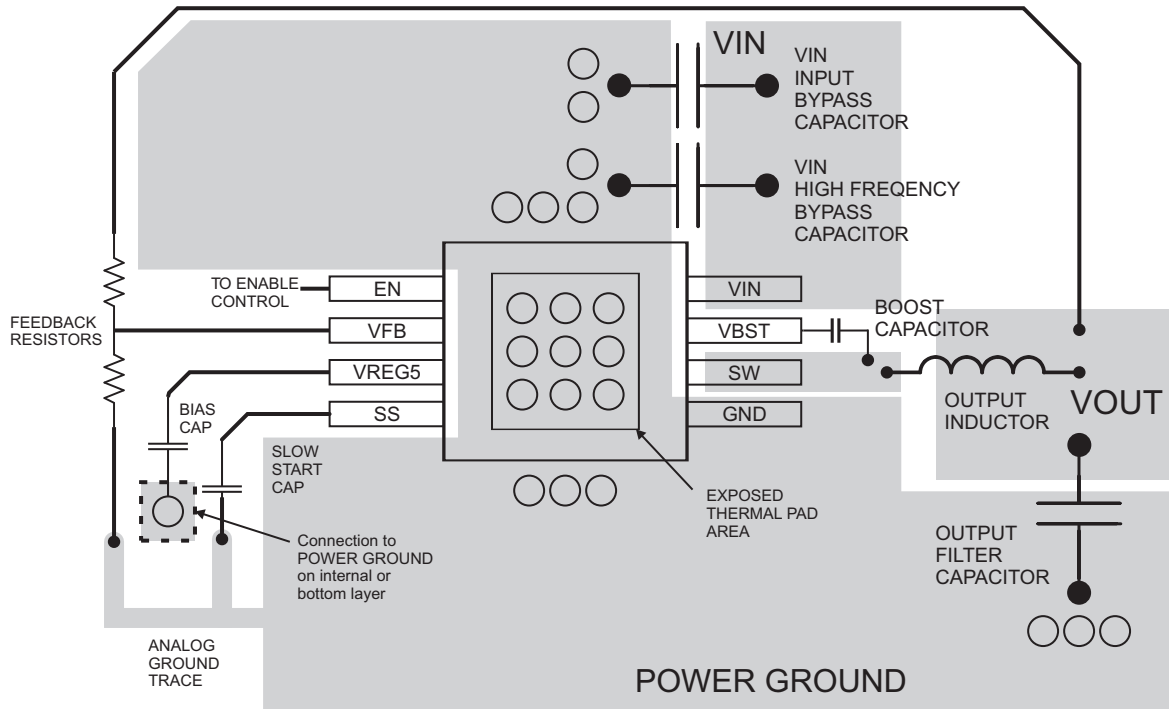 VIN
VIN
INPUT
BYPASS
CAPACITOR
VIN
HIGH FREQENCY
BYPASS
CAPACITOR
TO ENABLE
CONTROL
EN
VFB
VREG5
SS
VIN
VBST
SW
GND
FEEDBACK
RESISTORS
BOOST
CAPACITOR
OUTPUT
INDUCTOR
VOUT
BIAS
CAP
SLOW
START
CAP
EXPOSED
THERMAL PAD
AREA
Connection to
POWER GROUND
on internal or
bottom layer
OUTPUT
FILTER
CAPACITOR
ANALOG
GROUND
TRACE
POWER GROUND